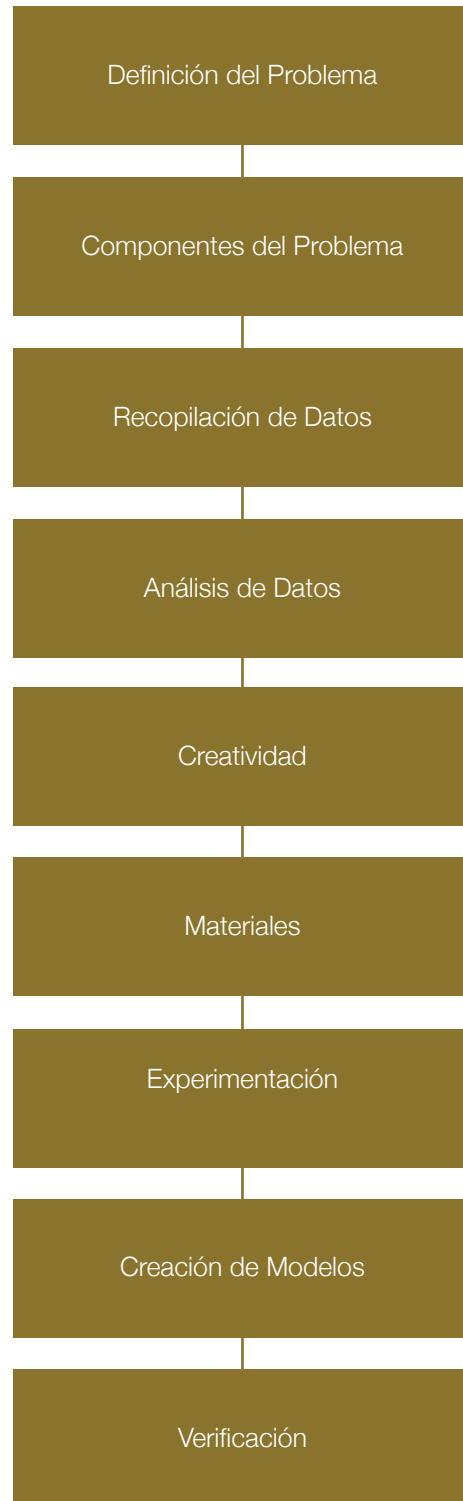 Definición del Problema
Componentes del Problema
Recopilación de Datos
Análisis de Datos
Creatividad
Materiales
Experimentación
Creación de Modelos
Verificación